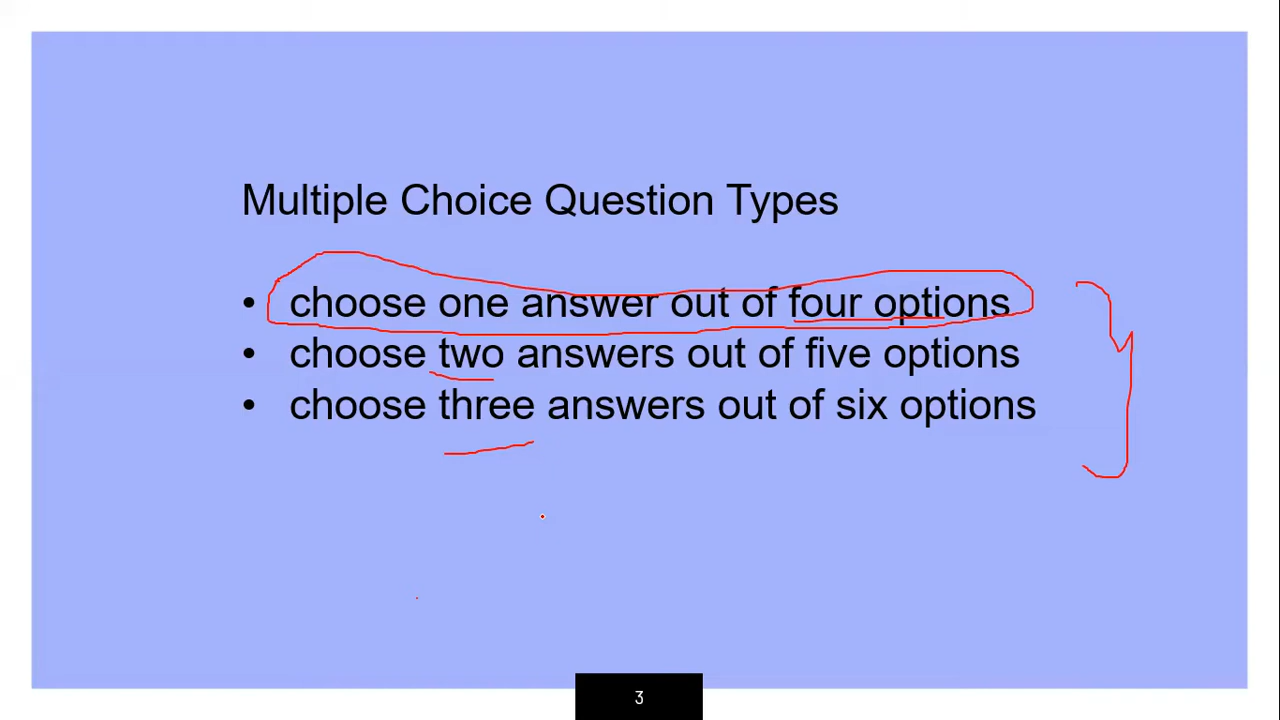 Multiple Choice Question Types
• choose one answer out of four options
• choose two answers out of five options
• choose three answers out of six options
3